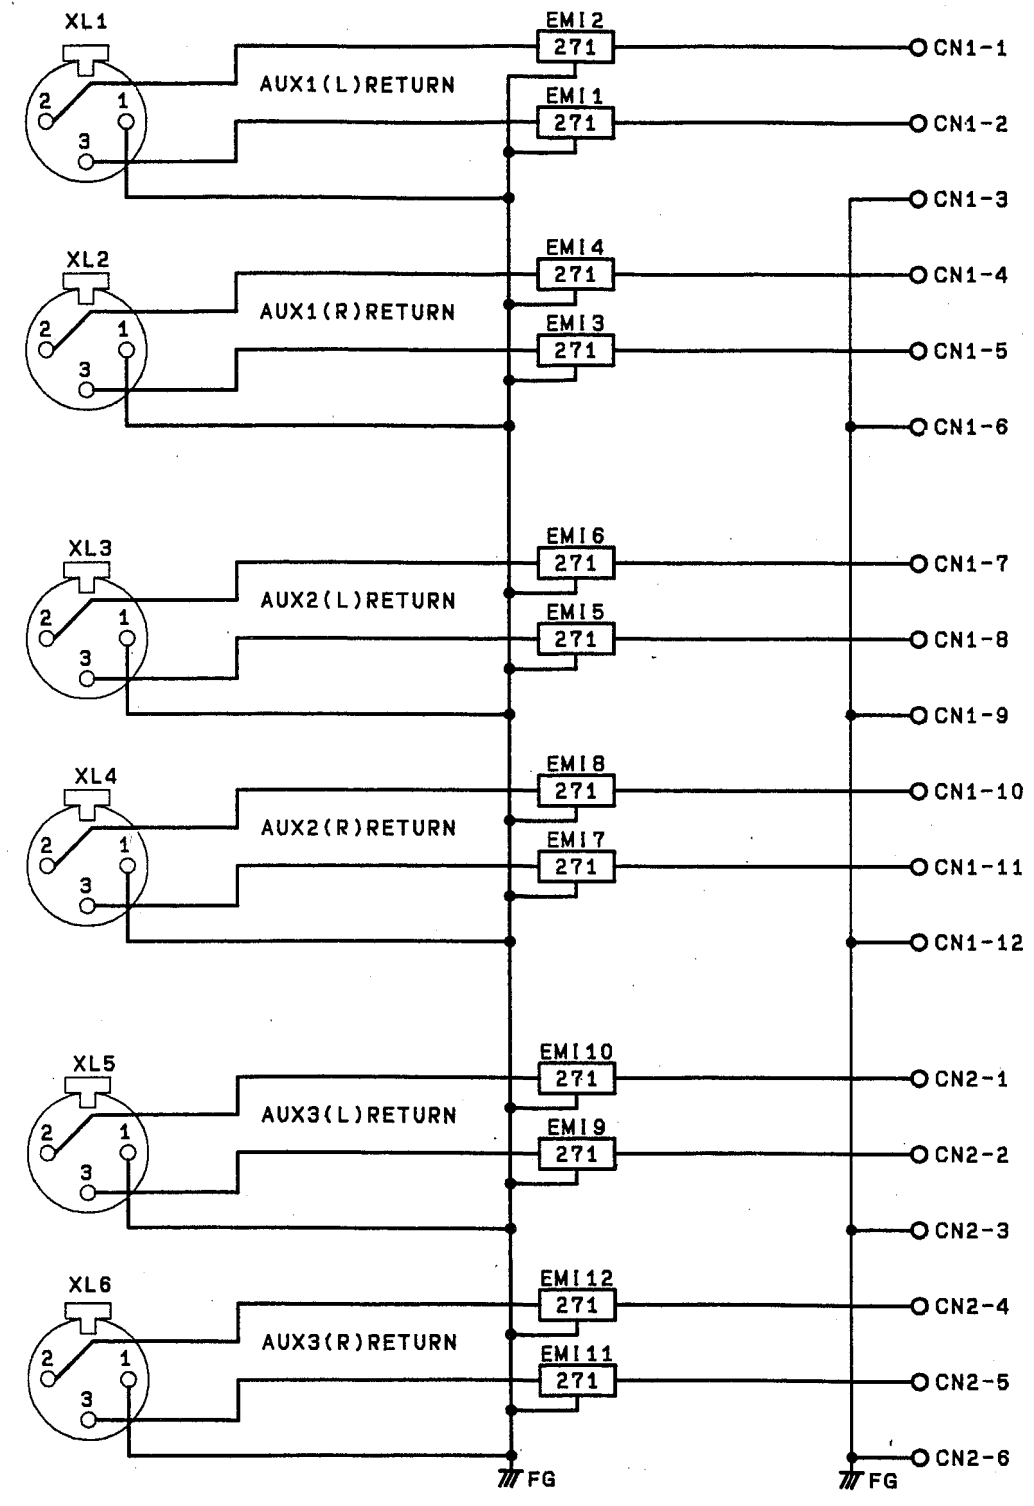 XL1
EMI2
271
CN1-1
AUX1(L)RETURN
2
1
EMI1
271
CN1-2
3
CN1-3
XL2
EMI4
271
CN1-4
AUX1(R)RETURN
2
1
EMI3
271
CN1-5
3
CN1-6
XL3
EMI6
271
CN1-7
AUX2(L)RETURN
2
1
EMI5
271
CN1-8
3
CN1-9
XL4
EMI8
271
CN1-10
AUX2(R)RETURN
2
1
EMI7
271
CN1-11
3
CN1-12
XL5
EMI10
271
CN2-1
AUX3(L)RETURN
2
1
EMI9
271
CN2-2
3
CN2-3
XL6
EMI12
271
CN2-4
AUX3(R)RETURN
2
1
EMI11
271
CN2-5
3
CN2-6
FG
FG